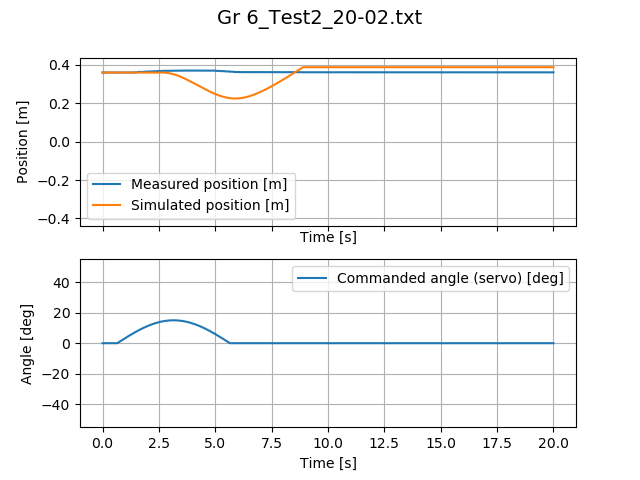 Gr 6_Test2_20-02.txt
0.4
0.2
0.0
−0.2
−0.4
Position [m]
Measured position [m]
Simulated position [m]
Time [s]
40
20
0
−20
−40
Angle [deg]
Commanded angle (servo) [deg]
0.0 2.5 5.0 7.5 10.0 12.5 15.0 17.5 20.0
Time [s]